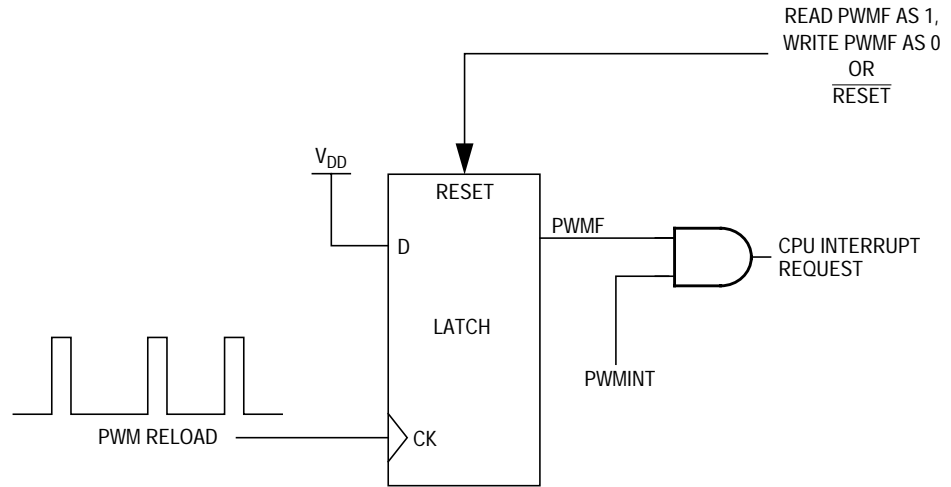 READ PWMF AS 1,
WRITE PWMF AS 0
OR
RESET
VDD
RESET
PWMF
D
CPU INTERRUPT
REQUEST
LATCH
PWMINT
PWM RELOAD
CK